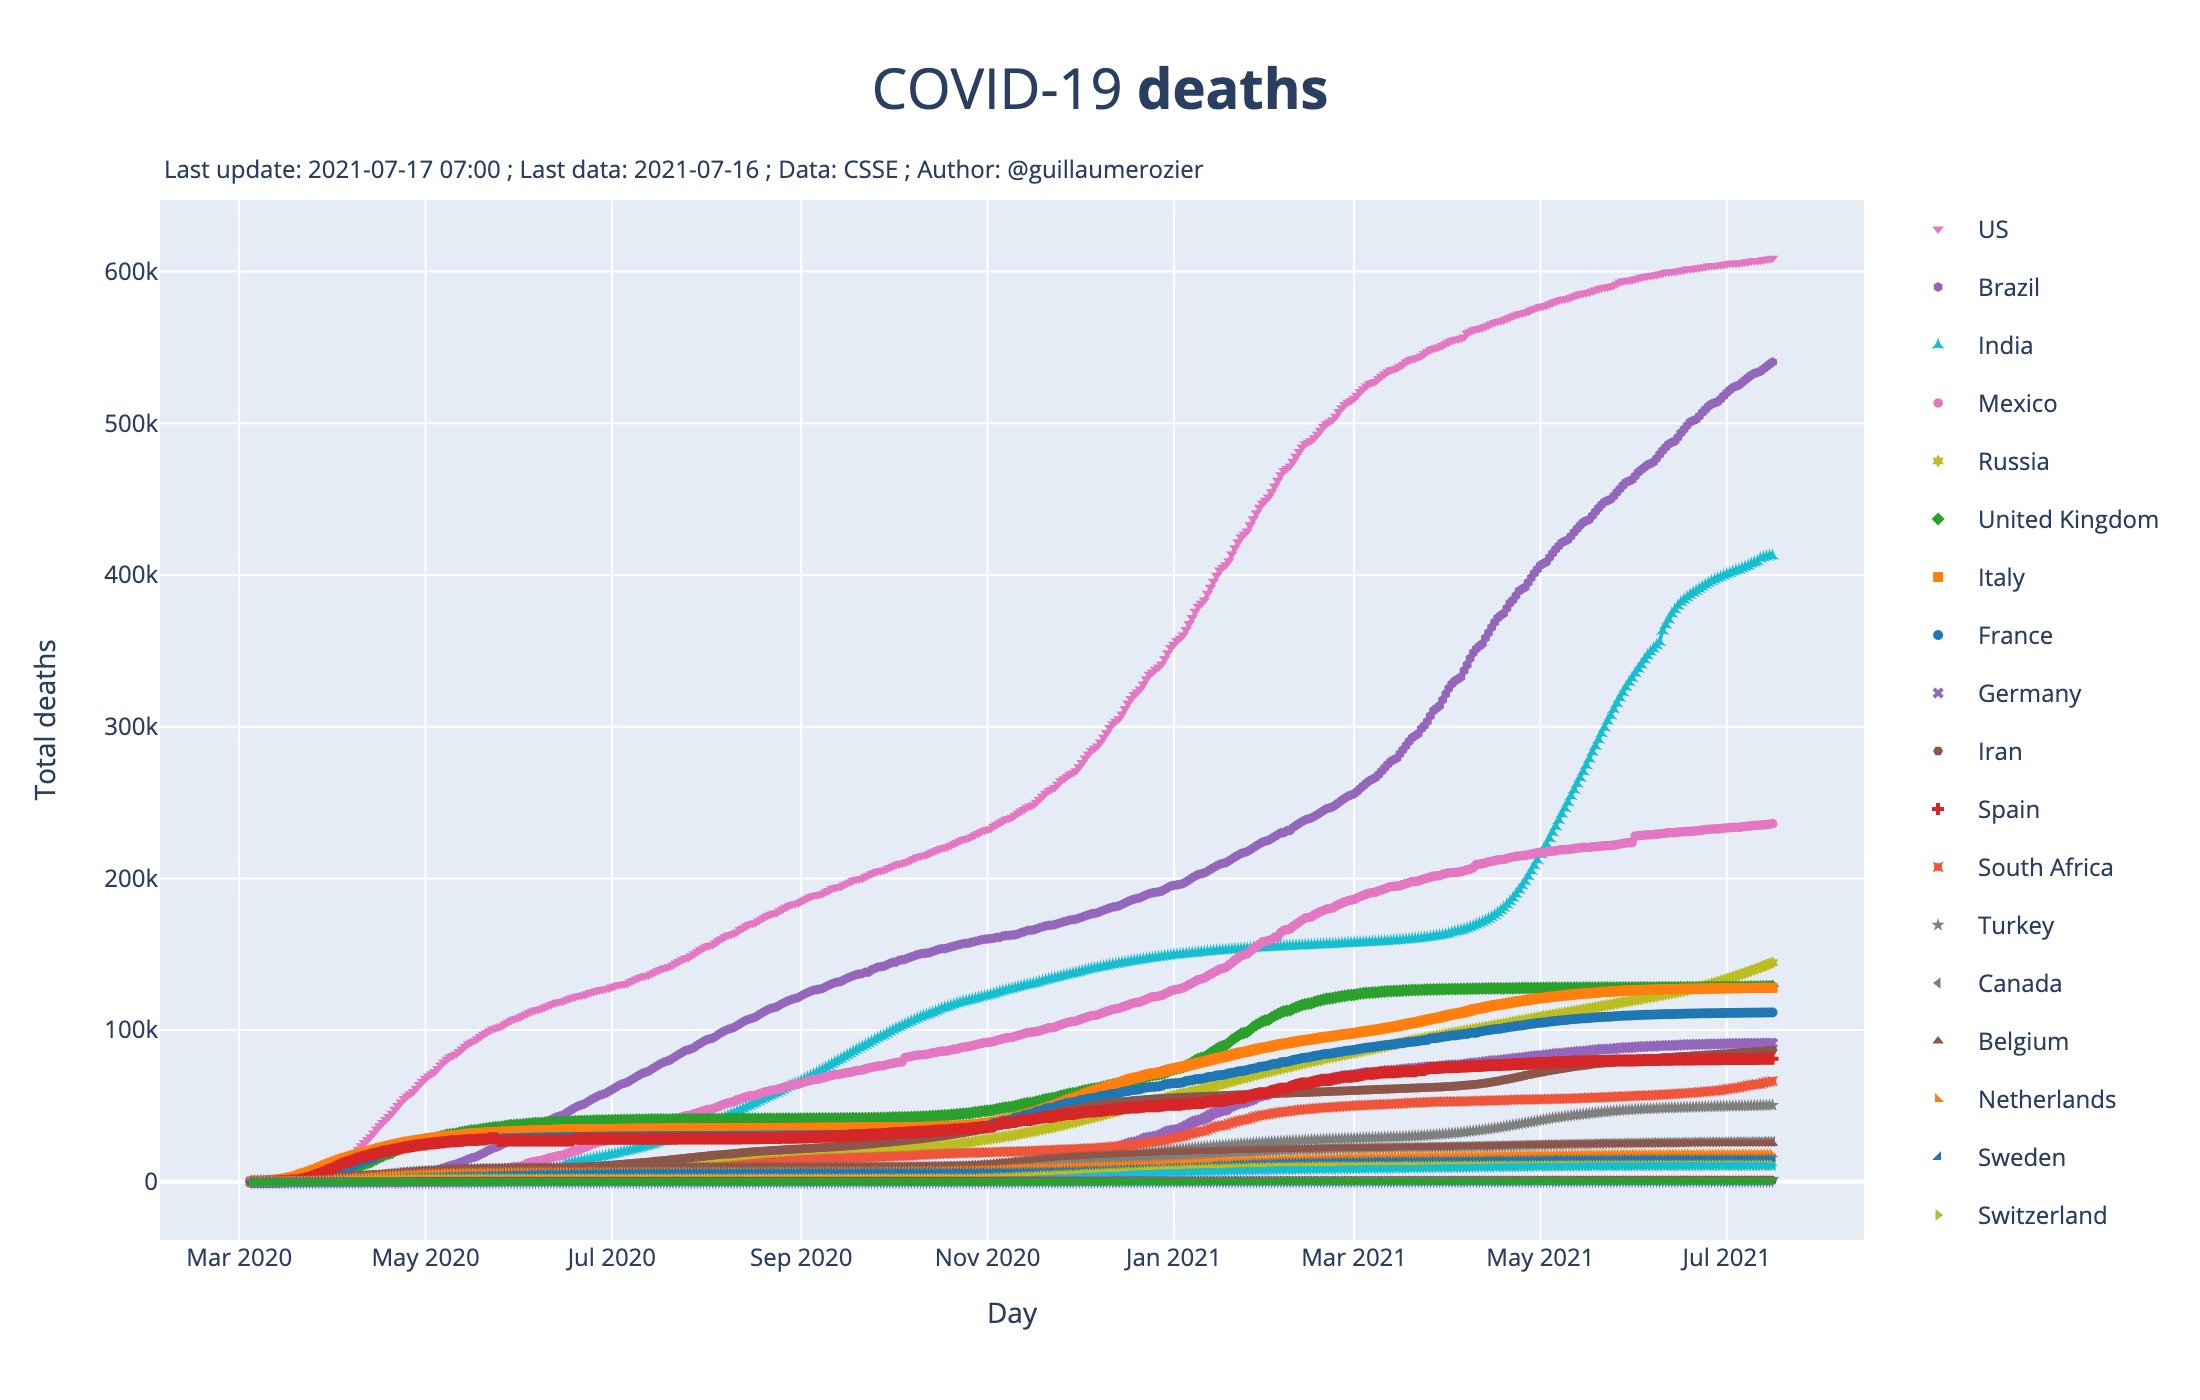 COVID-19 deaths
Last update: 2021-07-17 07:00 ; Last data: 2021-07-16 ; Data: CSSE ; Author: @guillaumerozier
US
Brazil
India
Mexico
Russia
United Kingdom
Italy
France
Germany
Iran
Spain
South Africa
Turkey
Canada
Belgium
Netherlands
Sweden
Switzerland
600k
500k
400k
300k
200k
100k
0
Total deaths
Mar 2020 May 2020 Jul 2020 Sep 2020 Nov 2020 Jan 2021 Mar 2021 May 2021 Jul 2021
Day